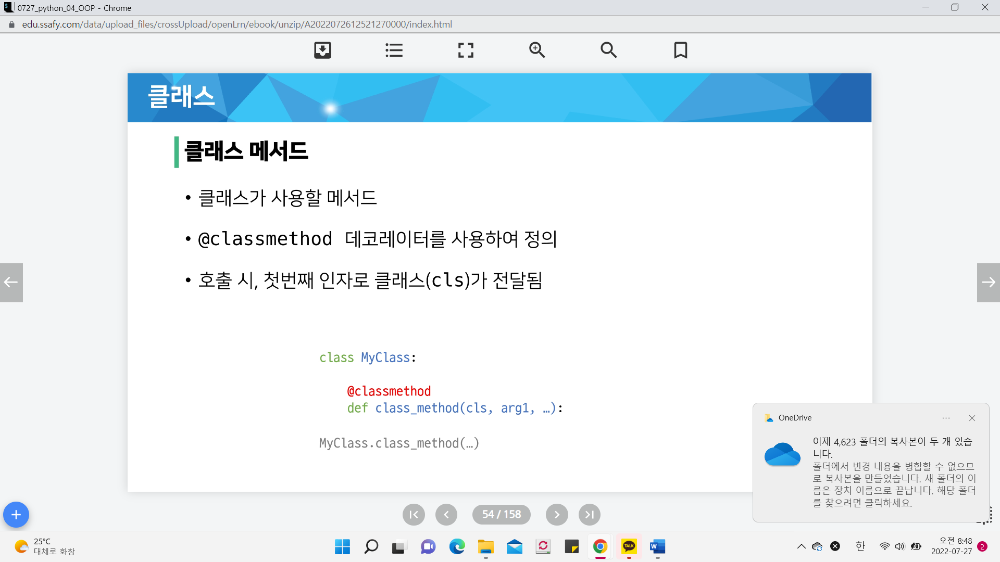 0727_python_04_OOP - Chrome
edu.ssafy.com/data/upload_files/crossUpload/openLrn/ebook/unzip/A2022072612521270000/index.html
클래스
클래스 메서드
• 클래스가 사용할 메서드
• @classmethod 데코레이터를 사용하여 정의
• 호출 시, 첫번째 인자로 클래스(cls)가 전달됨
class MyClass:
@classmethod
def class_method(cls, arg1, …):
MyClass.class_method(…)
OneDrive
이제 4,623 폴더의 복사본이 두 개 있습
니다.
폴더에서 변경 내용을 병합할 수 없으므
로 복사본을 만들었습니다. 새 폴더의 이
름은 장치 이름으로 끝납니다. 해당 폴더
를 찾으려면 클릭하세요.
54 / 158
25°C
대체로 화창
TALK
W
한
오전 8:48
2022-07-27
2